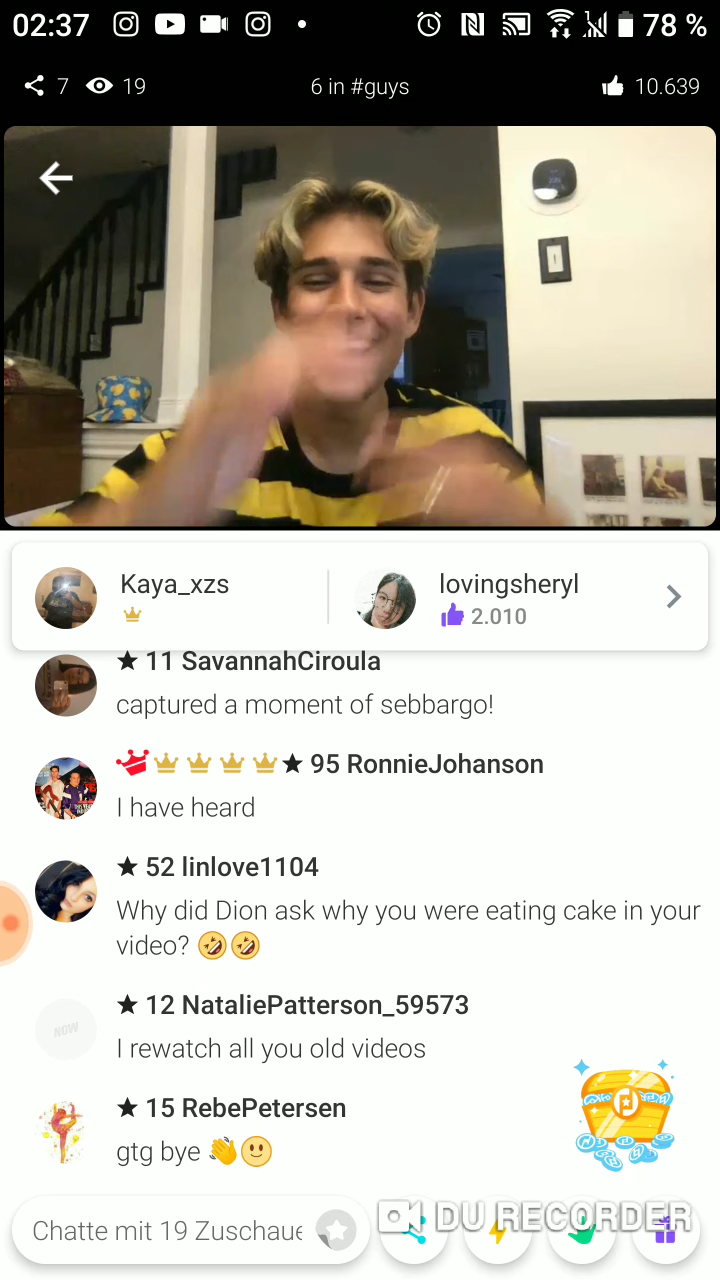 02:37 78 %
7 19 6 in #guys 10.639
Kaya_xzs lovingsheryl
2.010
★ 11 SavannahCiroula
captured a moment of sebbargo!
★ 95 RonnieJohanson
I have heard
★ 52 linlove1104
Why did Dion ask why you were eating cake in your
video? 🤣🤣
★ 12 NataliePatterson_59573
NOW
I rewatch all you old videos
★ 15 RebePetersen
gtg bye 👋🙂
Chatte mit 19 Zuschaue
DU RECORDER